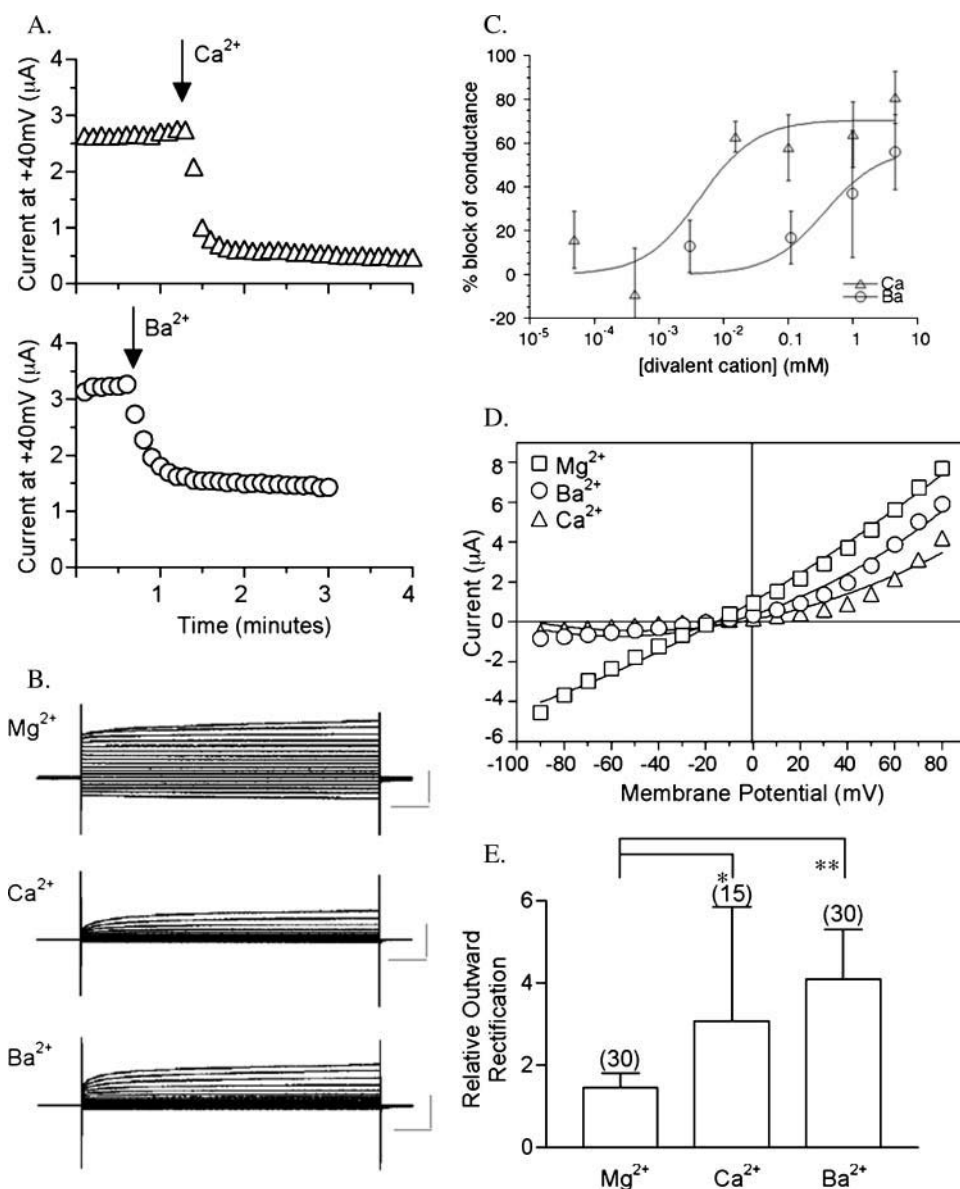 A.
4
3
2
1
0
Current at +40mV (µA)
Ca2+
4
3
2
1
0
Current at +40mV (µA)
Ba2+
1 2 3 4
Time (minutes)
B.
Mg2+
Ca2+
Ba2+
C.
100
80
60
40
20
0
-20
% block of conductance
Ca
Ba
10-5 10-4 10-3 10-2 0.1 1 10
[divalent cation] (mM)
D.
Mg2+
Ba2+
Ca2+
8
6
4
2
0
-2
-4
-6
Current (µA)
-100 -80 -60 -40 -20 0 20 40 60 80
Membrane Potential (mV)
E.
* **
6
4
2
0
Relative Outward
Rectification
(30) (15) (30)
Mg2+ Ca2+ Ba2+